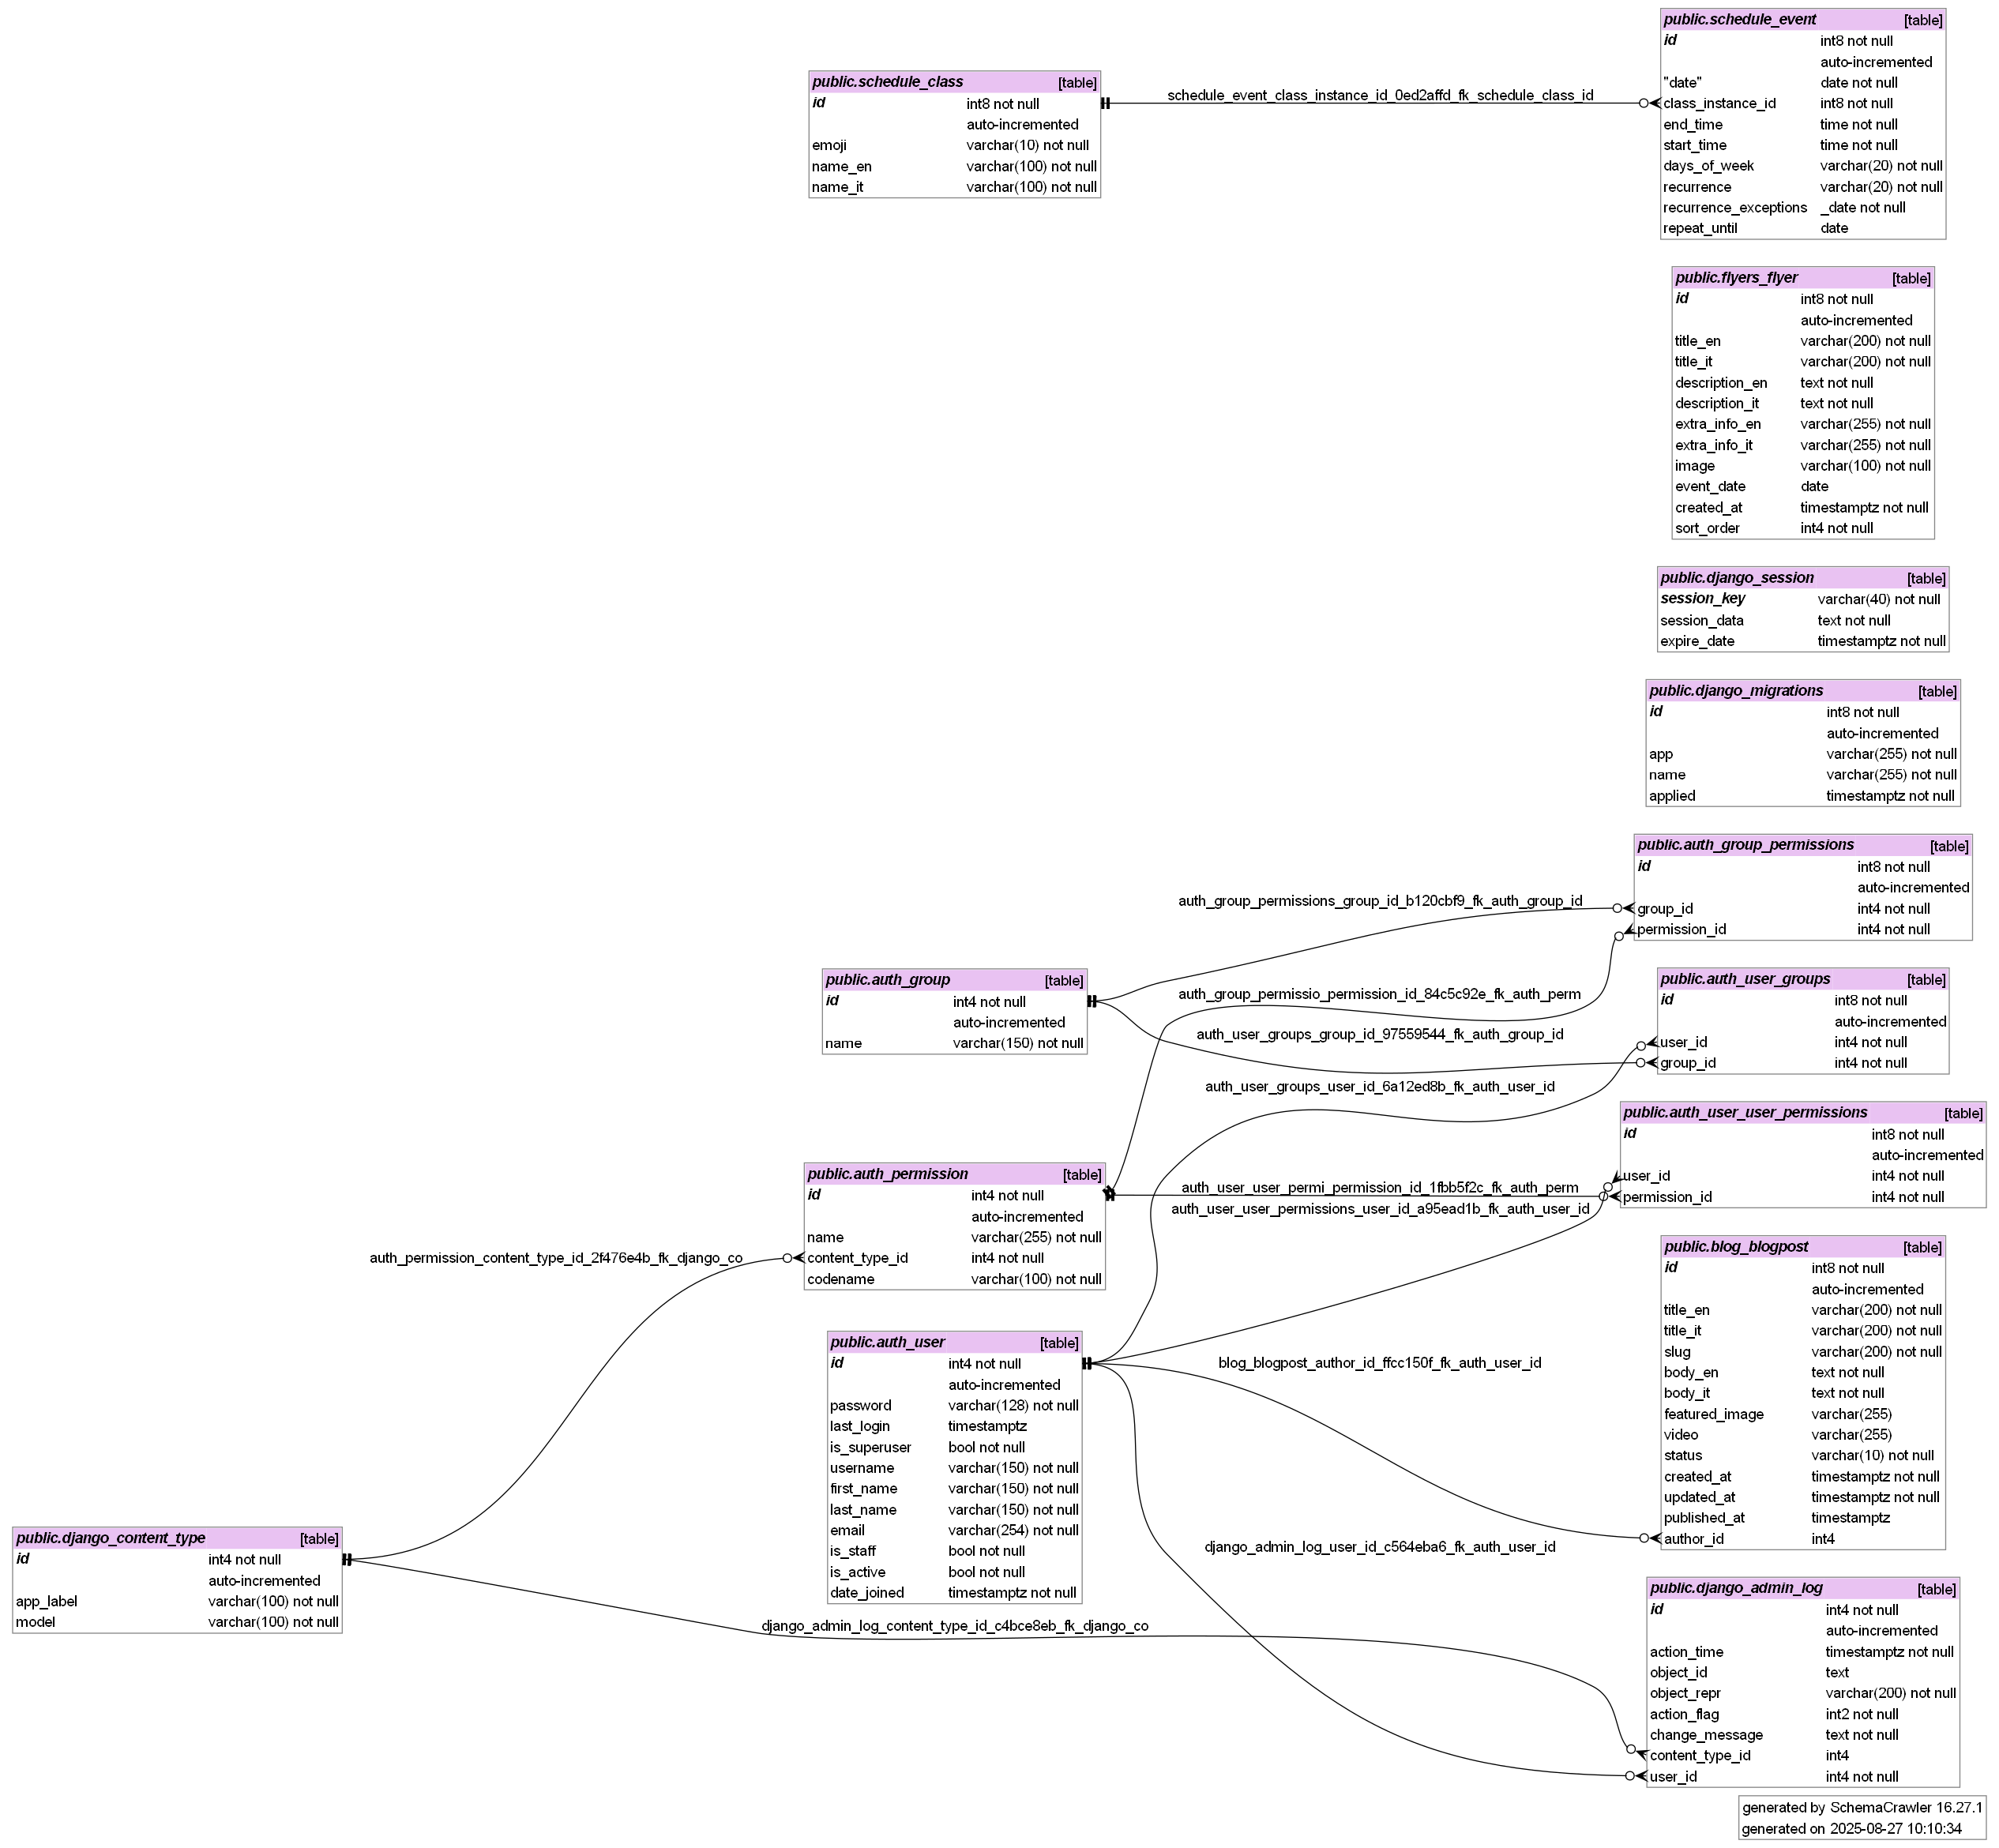 public.schedule_event [table]
id int8 not null
auto-incremented
"date" date not null
class_instance_id int8 not null
end_time time not null
start_time time not null
days_of_week varchar(20) not null
recurrence varchar(20) not null
recurrence_exceptions _date not null
repeat_until date
public.schedule_class [table]
id int8 not null
auto-incremented
emoji varchar(10) not null
name_en varchar(100) not null
name_it varchar(100) not null
schedule_event_class_instance_id_0ed2affd_fk_schedule_class_id
public.flyers_flyer [table]
id int8 not null
auto-incremented
title_en varchar(200) not null
title_it varchar(200) not null
description_en text not null
description_it text not null
extra_info_en varchar(255) not null
extra_info_it varchar(255) not null
image varchar(100) not null
event_date date
created_at timestamptz not null
sort_order int4 not null
public.django_session [table]
session_key varchar(40) not null
session_data text not null
expire_date timestamptz not null
public.django_migrations [table]
id int8 not null
auto-incremented
app varchar(255) not null
name varchar(255) not null
applied timestamptz not null
public.auth_group_permissions [table]
id int8 not null
auto-incremented
group_id int4 not null
permission_id int4 not null
auth_group_permissions_group_id_b120cbf9_fk_auth_group_id
public.auth_group [table]
id int4 not null
auto-incremented
name varchar(150) not null
auth_group_permissio_permission_id_84c5c92e_fk_auth_perm
auth_user_groups_group_id_97559544_fk_auth_group_id
public.auth_user_groups [table]
id int8 not null
auto-incremented
user_id int4 not null
group_id int4 not null
auth_user_groups_user_id_6a12ed8b_fk_auth_user_id
public.auth_user_user_permissions [table]
id int8 not null
auto-incremented
user_id int4 not null
permission_id int4 not null
public.auth_permission [table]
id int4 not null
auto-incremented
name varchar(255) not null
content_type_id int4 not null
codename varchar(100) not null
auth_user_user_permi_permission_id_1fbb5f2c_fk_auth_perm
auth_user_user_permissions_user_id_a95ead1b_fk_auth_user_id
auth_permission_content_type_id_2f476e4b_fk_django_co
public.blog_blogpost [table]
id int8 not null
auto-incremented
title_en varchar(200) not null
title_it varchar(200) not null
slug varchar(200) not null
body_en text not null
body_it text not null
featured_image varchar(255)
video varchar(255)
status varchar(10) not null
created_at timestamptz not null
updated_at timestamptz not null
published_at timestamptz
author_id int4
public.auth_user [table]
id int4 not null
auto-incremented
password varchar(128) not null
last_login timestamptz
is_superuser bool not null
username varchar(150) not null
first_name varchar(150) not null
last_name varchar(150) not null
email varchar(254) not null
is_staff bool not null
is_active bool not null
date_joined timestamptz not null
blog_blogpost_author_id_ffcc150f_fk_auth_user_id
django_admin_log_user_id_c564eba6_fk_auth_user_id
public.django_content_type [table]
id int4 not null
auto-incremented
app_label varchar(100) not null
model varchar(100) not null
django_admin_log_content_type_id_c4bce8eb_fk_django_co
public.django_admin_log [table]
id int4 not null
auto-incremented
action_time timestamptz not null
object_id text
object_repr varchar(200) not null
action_flag int2 not null
change_message text not null
content_type_id int4
user_id int4 not null
generated by SchemaCrawler 16.27.1
generated on 2025-08-27 10:10:34